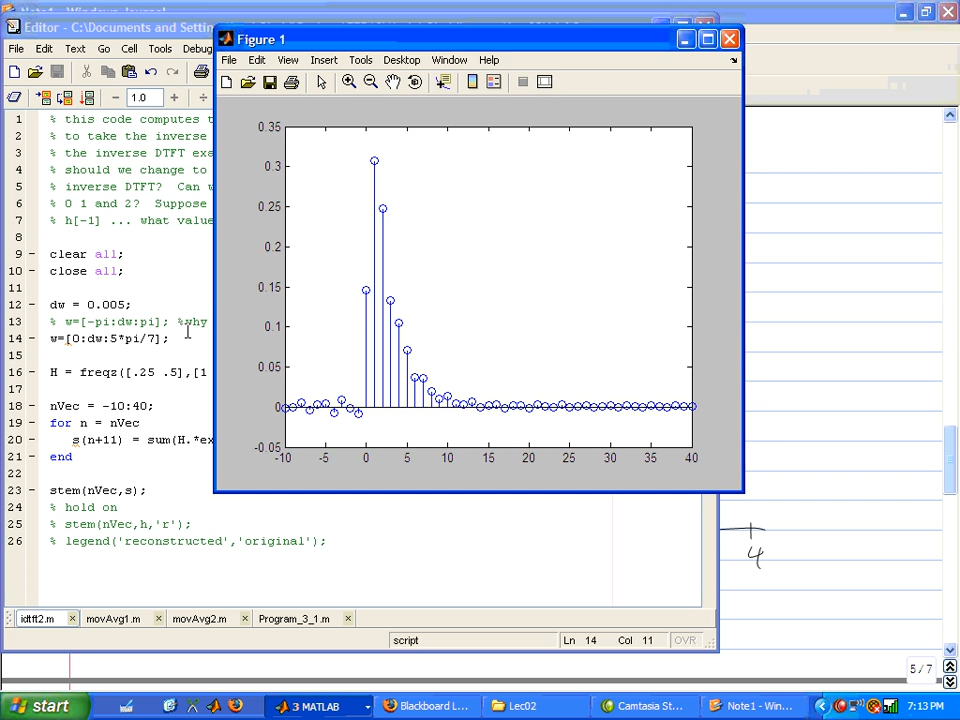 Note1 - Windows Journal
Editor - C:\Documents and Setti
Figure 1
File Edit Text Go Cell Tools Debug
File Edit View Insert Tools Desktop Window Help
1.0
1 % this code computes t
2 % to take the inverse
3 % the inverse DTFT exa
4 % should we change to
5 % inverse DTFT? Can w
6 % 0 1 and 2? Suppose
7 % h[-1] ... what value
8
9 clear all;
10 close all;
11
12 dw = 0.005;
13 % w=[-pi:dw:pi]; %why
14 w=[0:dw:5*pi/7];
15
16 H = freqz([.25 .5],[1
17
18 nVec = -10:40;
19 for n = nVec
20 s(n+11) = sum(H.*ex
21 end
22
23 stem(nVec,s);
24 % hold on
25 % stem(nVec,h,'r');
26 % legend('reconstructed','original');
0.35
0.3
0.25
0.2
0.15
0.1
0.05
0
-0.05
-10 -5 0 5 10 15 20 25 30 35 40
4
idtft2.m movAvg1.m movAvg2.m Program_3_1.m
script Ln 14 Col 11 OVR
5 / 7
start 3 MATLAB Blackboard L... Lec02 Camtasia St... Note1 - Win... 7:13 PM